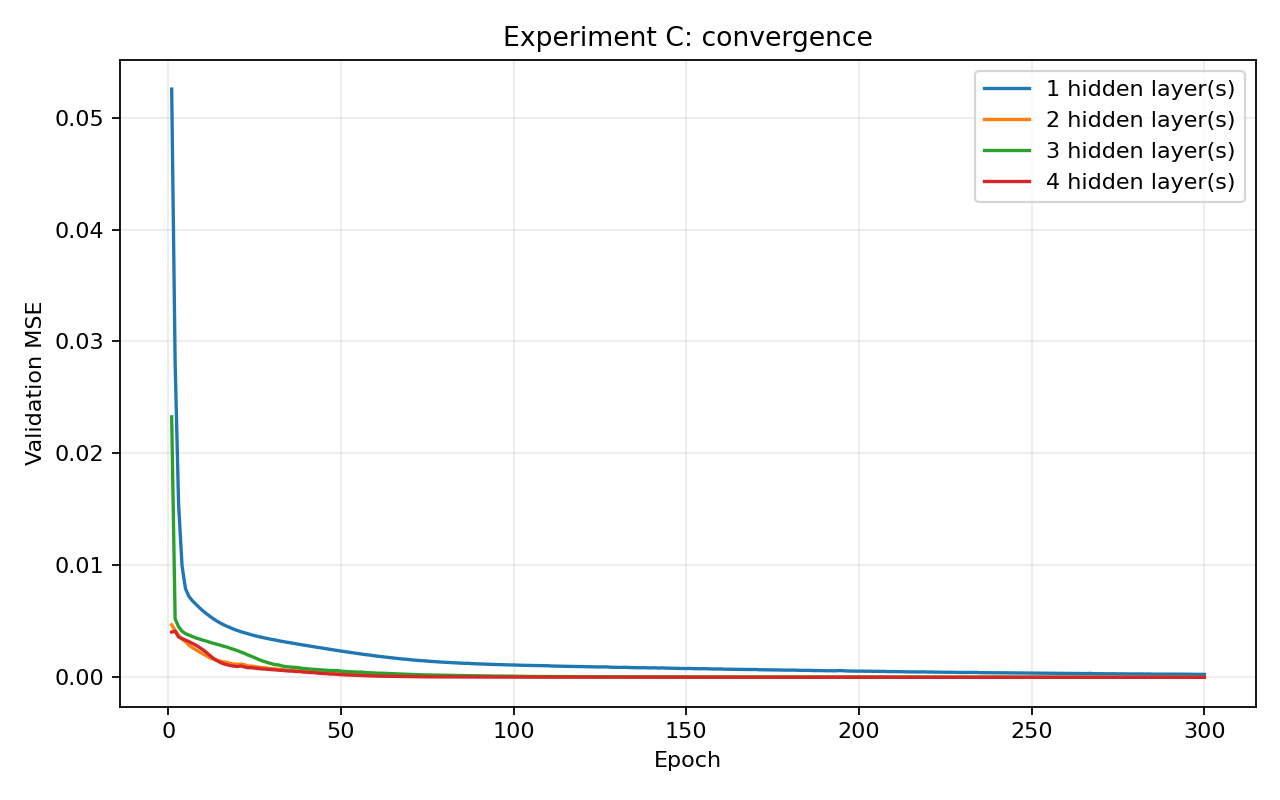 Experiment C: convergence
1 hidden layer(s)
2 hidden layer(s)
3 hidden layer(s)
4 hidden layer(s)
Validation MSE
0.05
0.04
0.03
0.02
0.01
0.00
0 50 100 150 200 250 300
Epoch